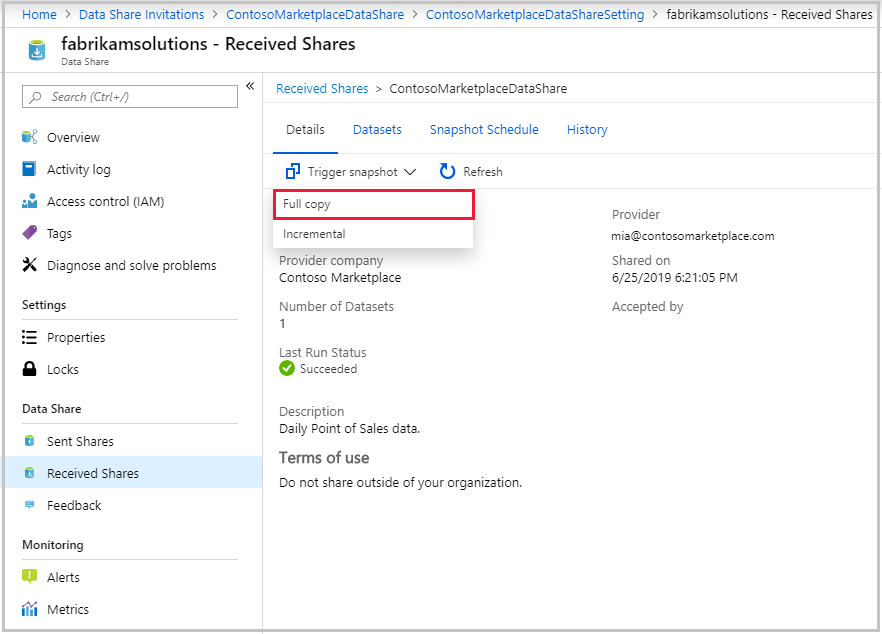 Home > Data Share Invitations > ContosoMarketplaceDataShare > ContosoMarketplaceDataShareSetting > fabrikamsolutions - Received Shares
fabrikamsolutions - Received Shares
Data Share
Search (Ctrl+/)
«
Overview
Activity log
Access control (IAM)
Tags
Diagnose and solve problems
Settings
Properties
Locks
Data Share
Sent Shares
Received Shares
Feedback
Monitoring
Alerts
Metrics
Received Shares > ContosoMarketplaceDataShare
Details Datasets Snapshot Schedule History
Trigger snapshot Refresh
Full copy
Incremental
Provider
mia@contosomarketplace.com
Provider company
Contoso Marketplace
Shared on
6/25/2019 6:21:05 PM
Number of Datasets
1
Accepted by
Last Run Status
Succeeded
Description
Daily Point of Sales data.
Terms of use
Do not share outside of your organization.